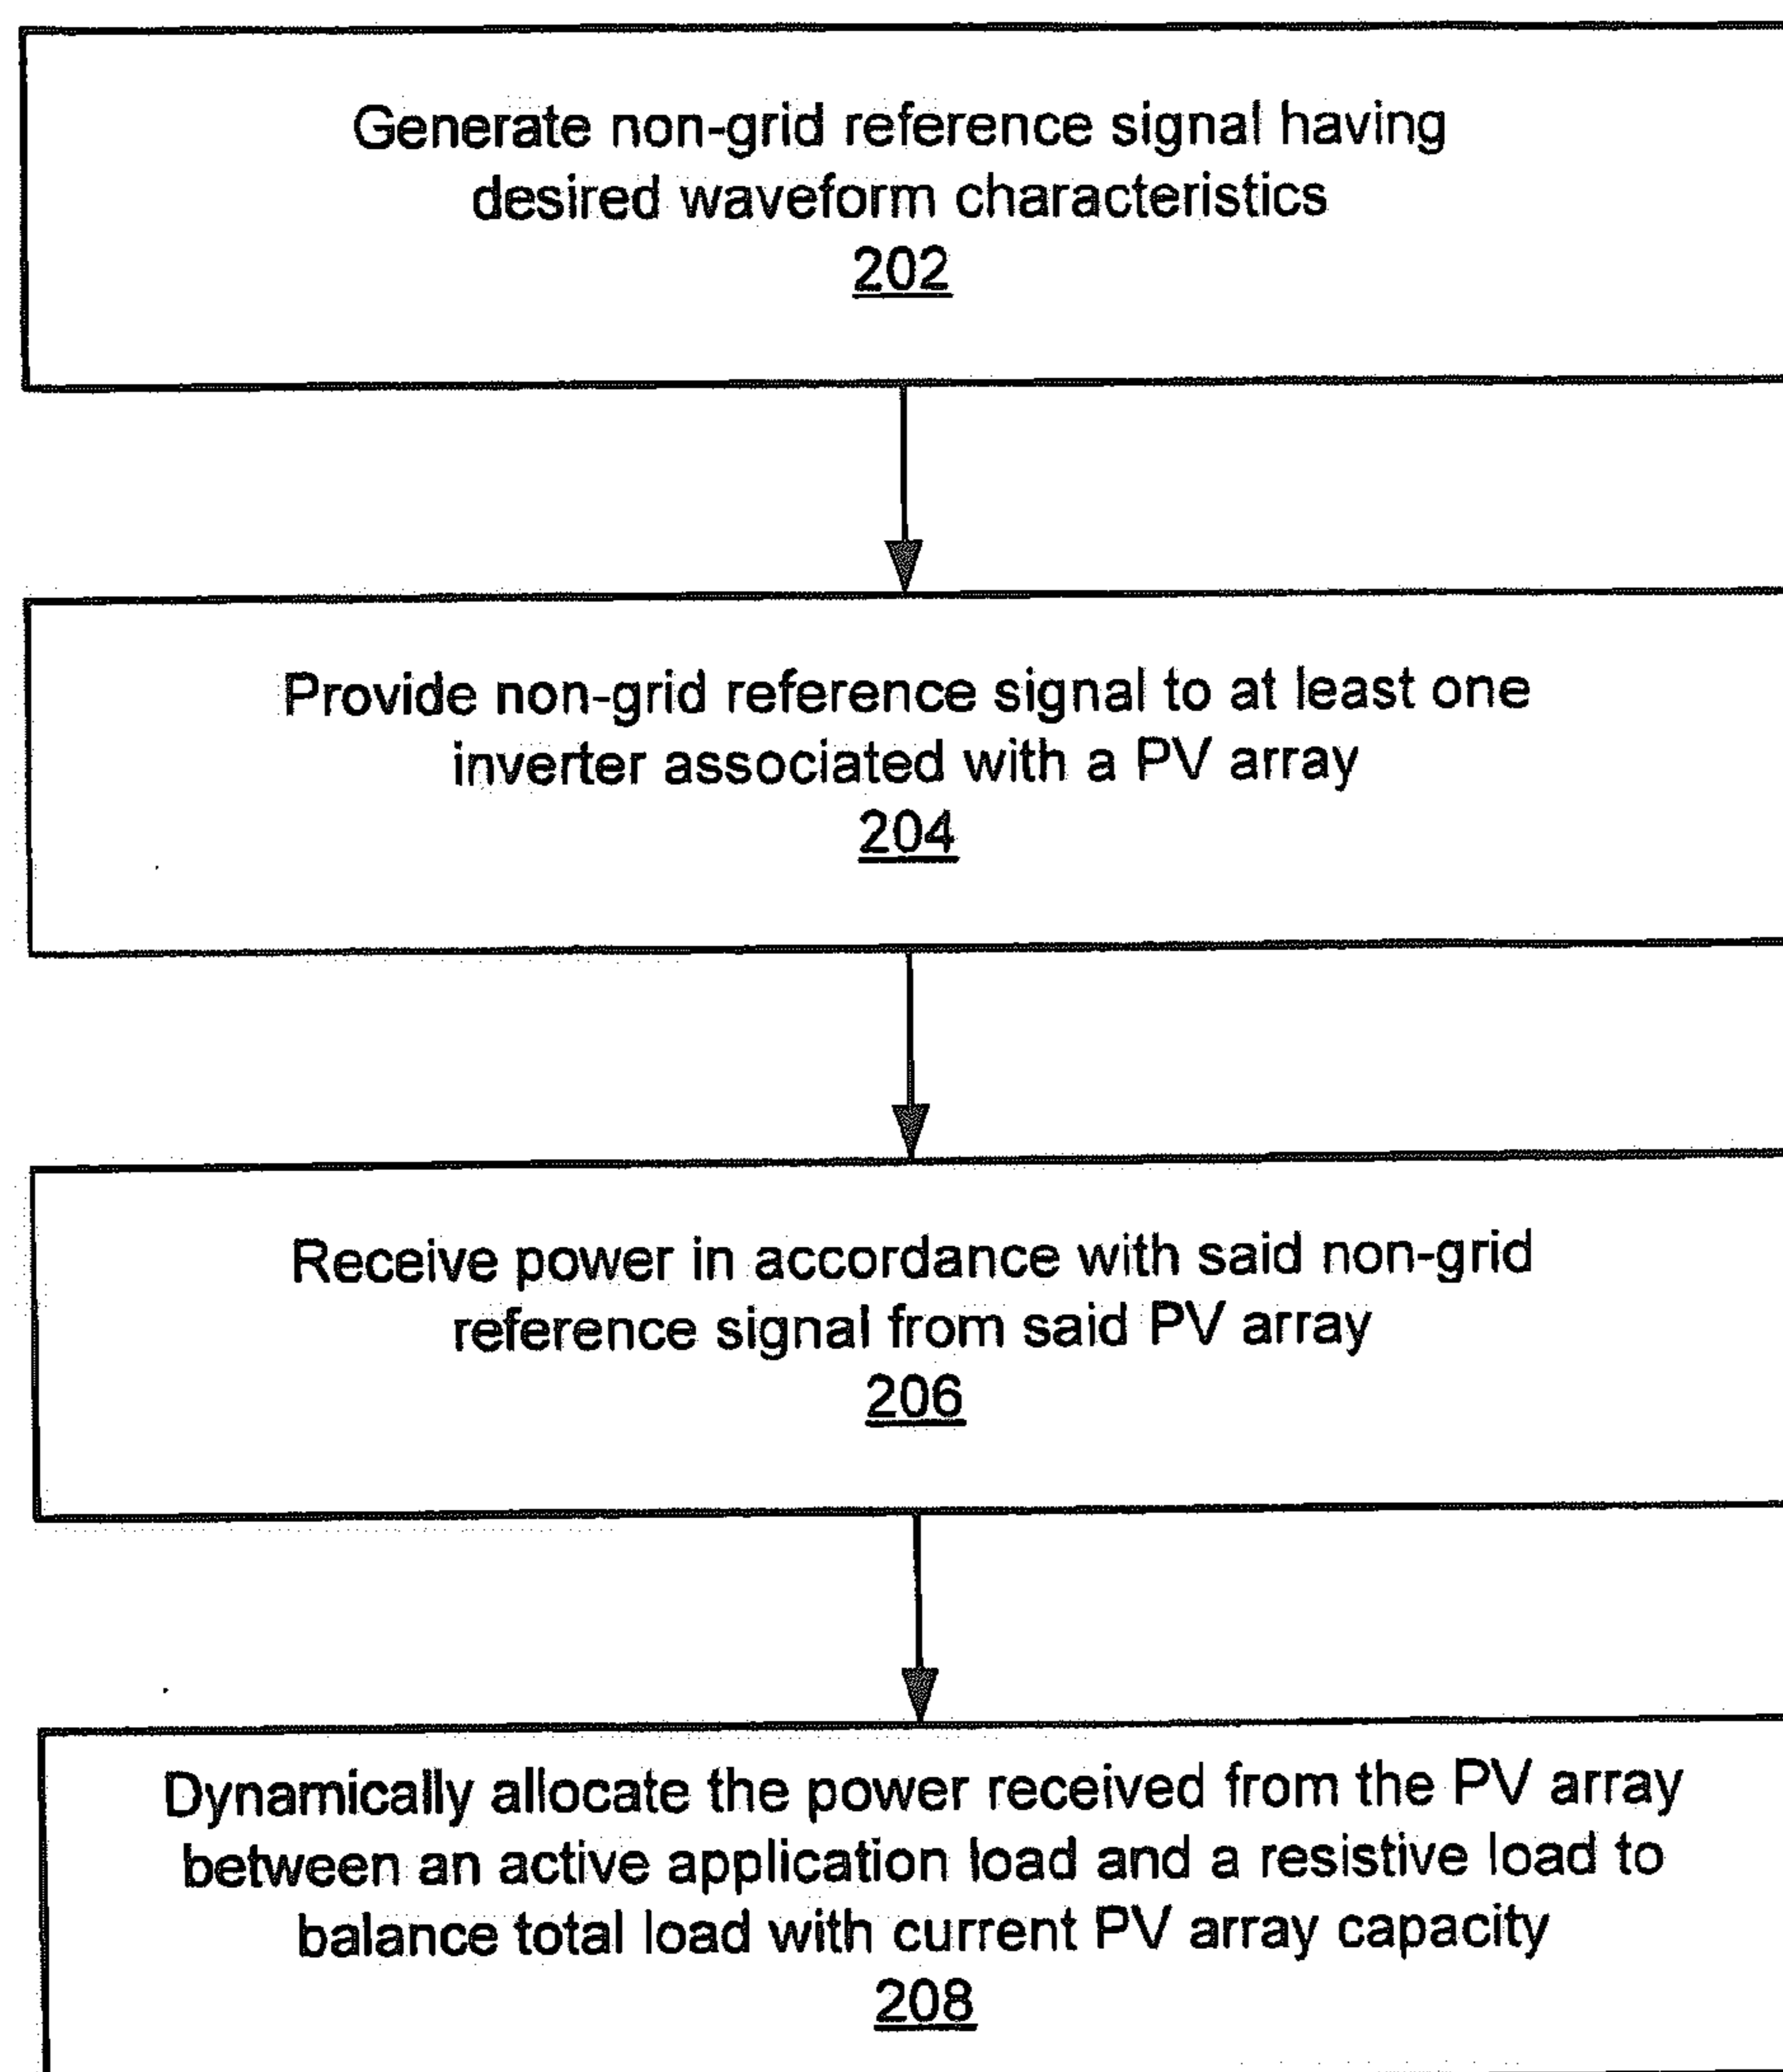 Generate non-grid reference signal having
desired waveform characteristics
202
Provide non-grid reference signal to at least one
inverter associated with a PV array
204
Receive power in accordance with said non-grid
reference signal from said PV array
206
Dynamically allocate the power received from the PV array
between an active application load and a resistive load to
balance total load with current PV array capacity
208